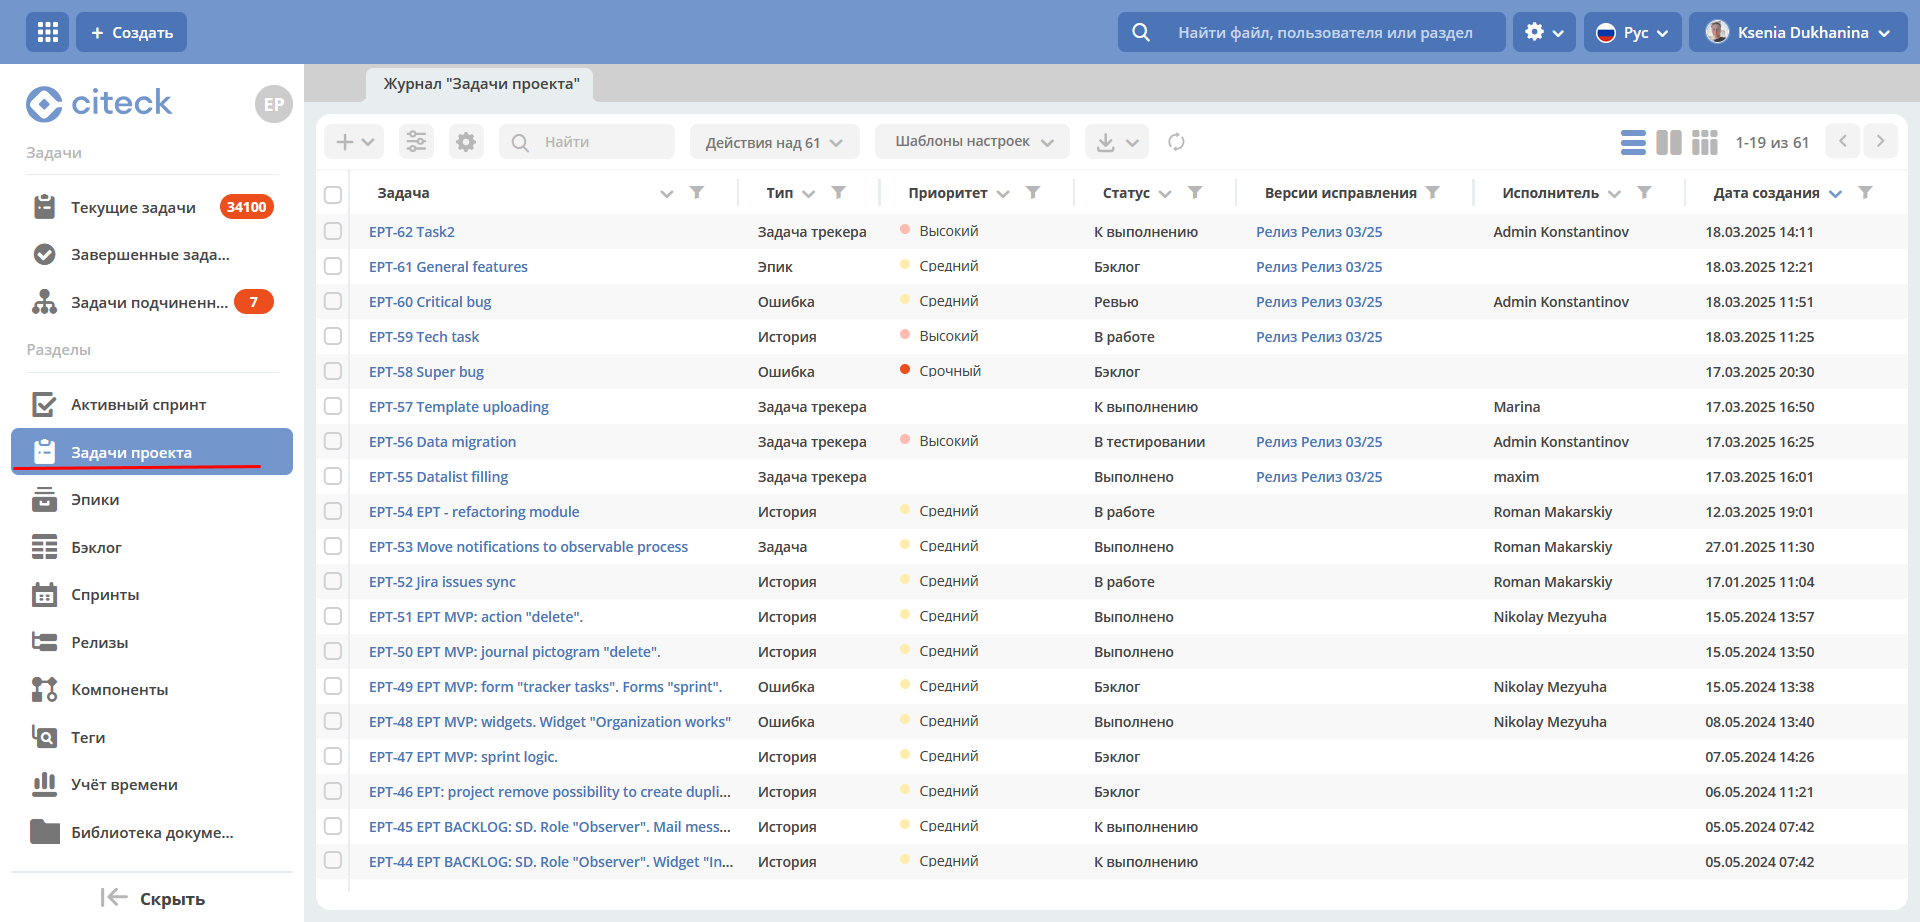 + Создать
Найти файл, пользователя или раздел
Рус
Ksenia Dukhanina
citeck
EP
Задачи
Текущие задачи 34100
Завершенные зада...
Задачи подчиненн... 7
Разделы
Активный спринт
Задачи проекта
Эпики
Бэклог
Спринты
Релизы
Компоненты
Теги
Учёт времени
Библиотека докуме...
Скрыть
Журнал "Задачи проекта"
Найти
Действия над 61
Шаблоны настроек
1-19 из 61
Задача Тип Приоритет Статус Версии исправления Исполнитель Дата создания
EPT-62 Task2 Задача трекера Высокий К выполнению Релиз Релиз 03/25 Admin Konstantinov 18.03.2025 14:11
EPT-61 General features Эпик Средний Бэклог Релиз Релиз 03/25 18.03.2025 12:21
EPT-60 Critical bug Ошибка Средний Ревью Релиз Релиз 03/25 Admin Konstantinov 18.03.2025 11:51
EPT-59 Tech task История Высокий В работе Релиз Релиз 03/25 18.03.2025 11:25
EPT-58 Super bug Ошибка Срочный Бэклог 17.03.2025 20:30
EPT-57 Template uploading Задача трекера К выполнению Marina 17.03.2025 16:50
EPT-56 Data migration Задача трекера Высокий В тестировании Релиз Релиз 03/25 Admin Konstantinov 17.03.2025 16:25
EPT-55 Datalist filling Задача трекера Выполнено Релиз Релиз 03/25 maxim 17.03.2025 16:01
EPT-54 EPT - refactoring module История Средний В работе Roman Makarskiy 12.03.2025 19:01
EPT-53 Move notifications to observable process Задача Средний Выполнено Roman Makarskiy 27.01.2025 11:30
EPT-52 Jira issues sync История Средний В работе Roman Makarskiy 17.01.2025 11:04
EPT-51 EPT MVP: action "delete". История Средний Выполнено Nikolay Mezyuha 15.05.2024 13:57
EPT-50 EPT MVP: journal pictogram "delete". История Средний Выполнено 15.05.2024 13:50
EPT-49 EPT MVP: form "tracker tasks". Forms "sprint". Ошибка Средний Бэклог Nikolay Mezyuha 15.05.2024 13:38
EPT-48 EPT MVP: widgets. Widget "Organization works" Ошибка Средний Выполнено Nikolay Mezyuha 08.05.2024 13:40
EPT-47 EPT MVP: sprint logic. История Средний Бэклог 07.05.2024 14:26
EPT-46 EPT: project remove possibility to create dupli... История Средний Бэклог 06.05.2024 11:21
EPT-45 EPT BACKLOG: SD. Role "Observer". Mail mess... История Средний К выполнению 05.05.2024 07:42
EPT-44 EPT BACKLOG: SD. Role "Observer". Widget "In... История Средний К выполнению 05.05.2024 07:42